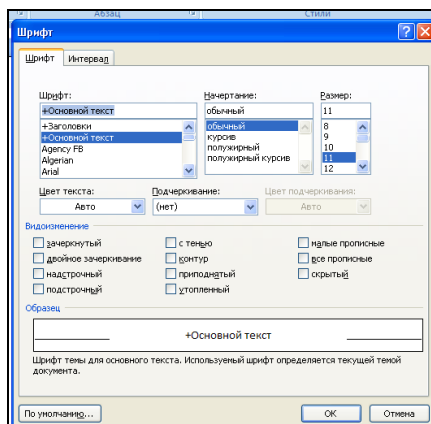 Абзац Стили
Шрифт
Шрифт Интервал
Шрифт: Начертание: Размер:
+Основной текст обычный 11
+Заголовки обычный 8
+Основной текст курсив 9
Agency FB полужирный 10
Algerian полужирный курсив 11
Arial 12
Цвет текста: Подчеркивание: Цвет подчеркивания:
Авто (нет) Авто
Видоизменение
зачеркнутый с тенью малые прописные
двойное зачеркивание контур все прописные
надстрочный приподнятый скрытый
подстрочный утопленный
Образец
+Основной текст
Шрифт темы для основного текста. Используемый шрифт определяется текущей темой
документа.
По умолчанию... ОК Отмена